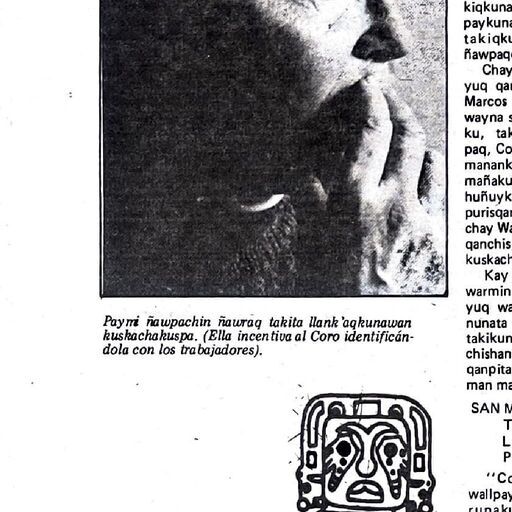 Paymi ñawpachin ñawraq takita llank'aqkunawan
kuskachakuspa. (Ella incentiva al Coro identificán-
dola con los trabajadores).
kiqkuna
paykuna
takiqku
ñawpaqe
Chay
yuq qan
Marcos
wayna s
ku, tak
paq, Co
manank
mañaku
huñuyk
purisqan
chay Wa
qanchis
kuskach
Kay
warmin
yuq wa
nunata
takikun
chishan
qanpita
man ma
SAN M
T
L
P
"Co
wallpay
runaku